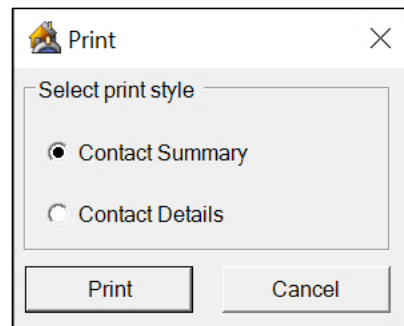 Print
Select print style
Contact Summary
Contact Details
Print Cancel